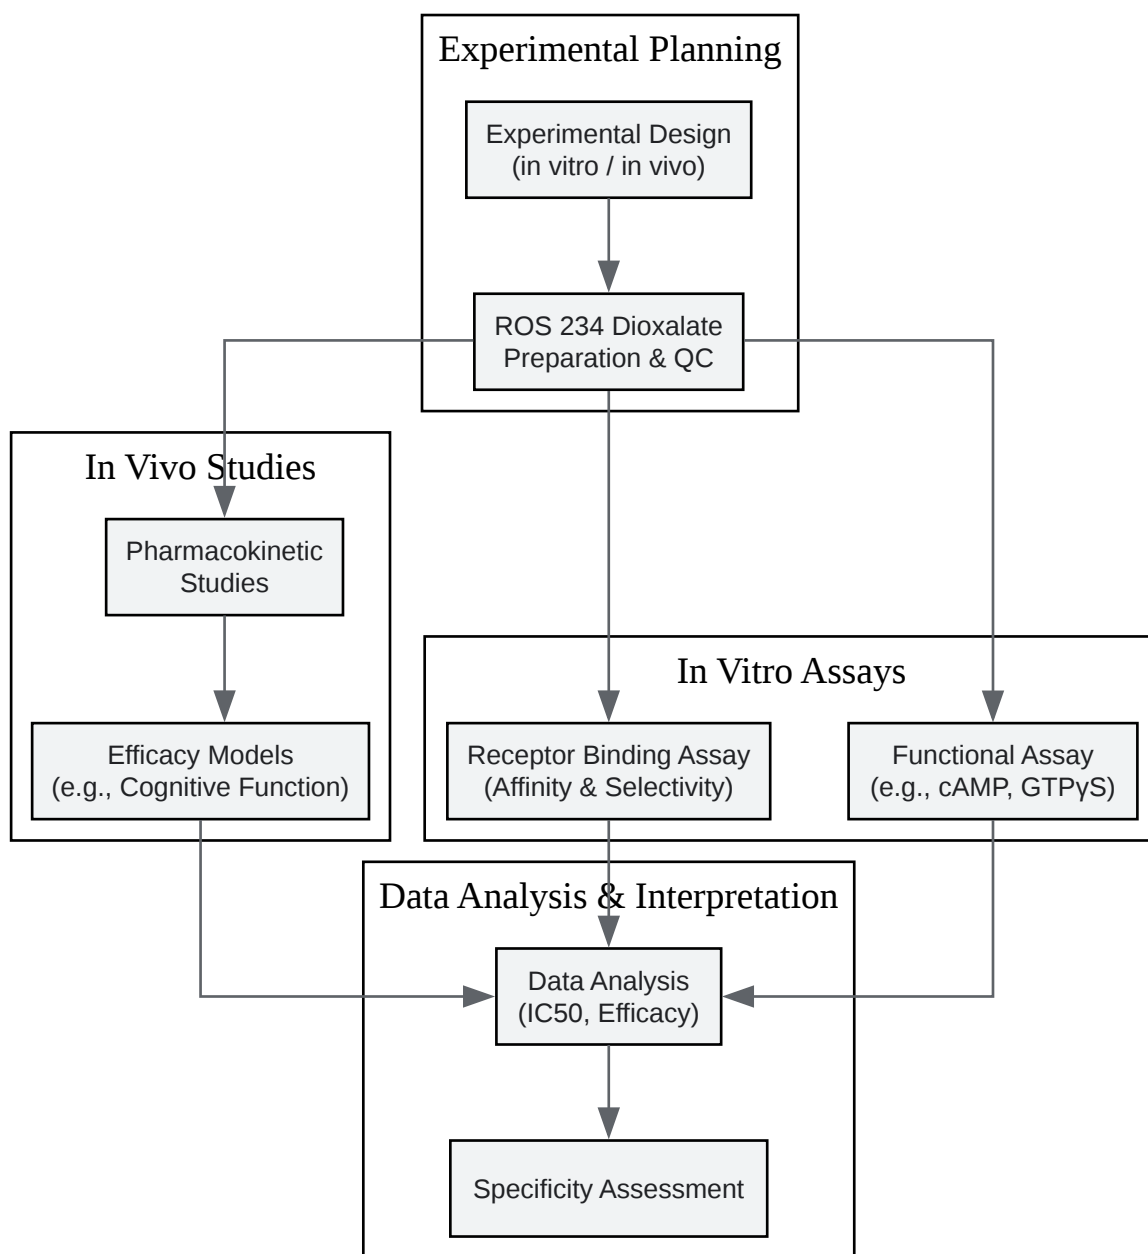 Experimental Planning
Experimental Design
(in vitro / in vivo)
ROS 234 Dioxalate
Preparation & QC
In Vivo Studies
Pharmacokinetic
Studies
Efficacy Models
(e.g., Cognitive Function)
In Vitro Assays
Receptor Binding Assay
(Affinity & Selectivity)
Functional Assay
(e.g., cAMP, GTPγS)
Data Analysis & Interpretation
Data Analysis
(IC50, Efficacy)
Specificity Assessment